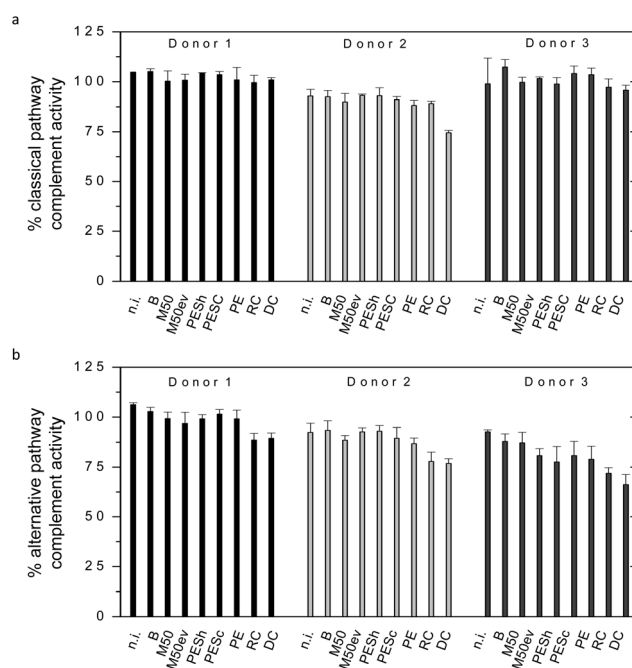 a
Donor 1 Donor 2 Donor 3
% classical pathway
complement activity
125
100
75
50
25
0
n.i. B M50 M50ev PESh PESC PE RC DC n.i. B M50 M50ev PESh PESC PE RC DC n.i. B M50 M50ev PESh PESC PE RC DC
b
Donor 1 Donor 2 Donor 3
% alternative pathway
complement activity
125
100
75
50
25
0
n.i. B M50 M50ev PESh PESc PE RC DC n.i. B M50 M50ev PESh PESc PE RC DC n.i. B M50 M50ev PESh PESc PE RC DC